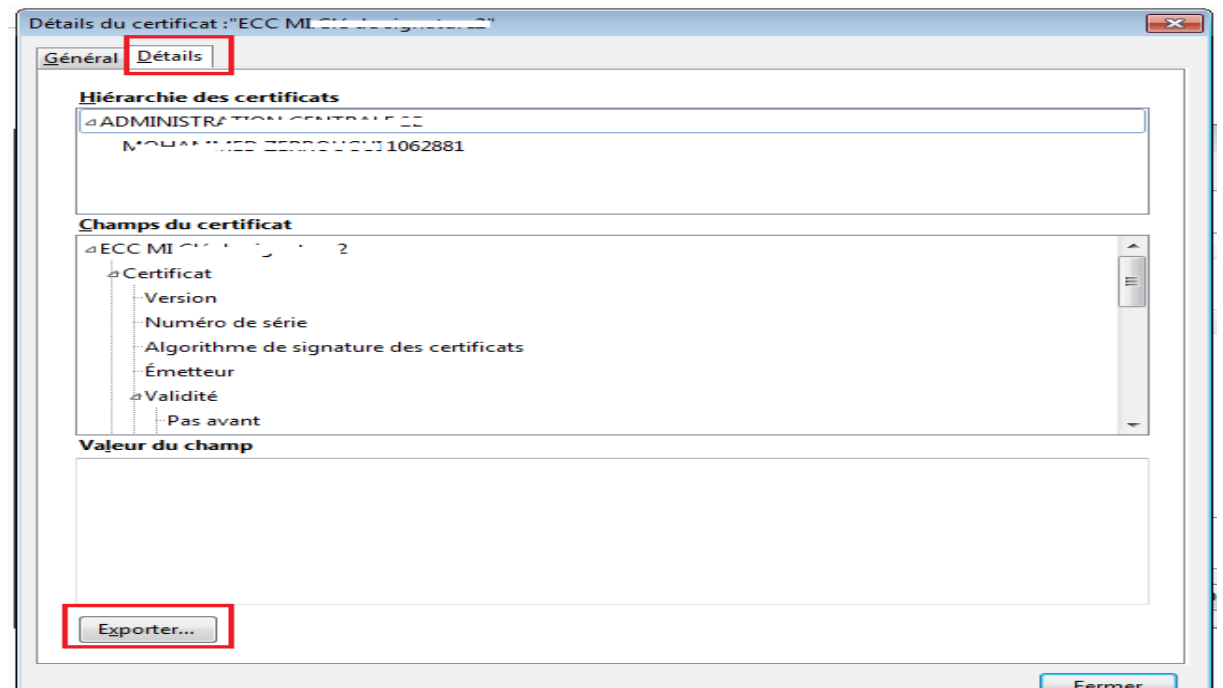 Détails du certificat :"ECC MI
Général Détails
Hiérarchie des certificats
ADMINISTRATION CENTRALE
1062881
Champs du certificat
ECC MI 2
Certificat
Version
Numéro de série
Algorithme de signature des certificats
Émetteur
Validité
Pas avant
Valeur du champ
Exporter...
Fermer